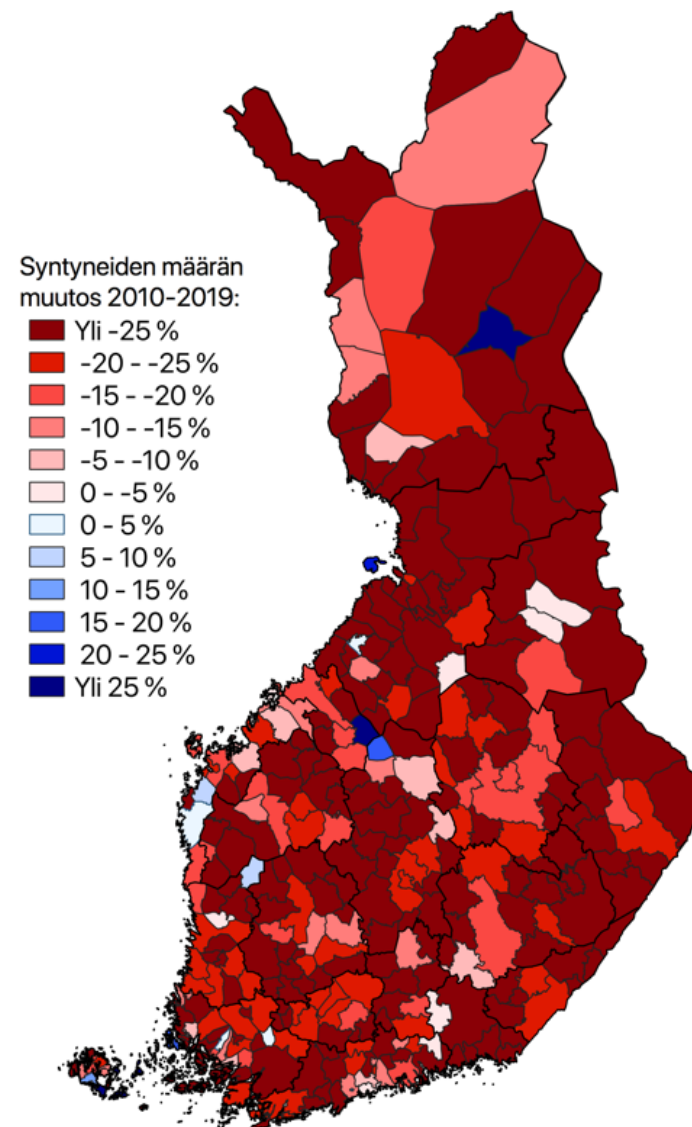 Syntyneiden määrän
muutos 2010-2019:
Yli -25 %
-20 - -25 %
-15 - -20 %
-10 - -15 %
-5 - -10 %
0 - -5 %
0 - 5 %
5 - 10 %
10 - 15 %
15 - 20 %
20 - 25 %
Yli 25 %